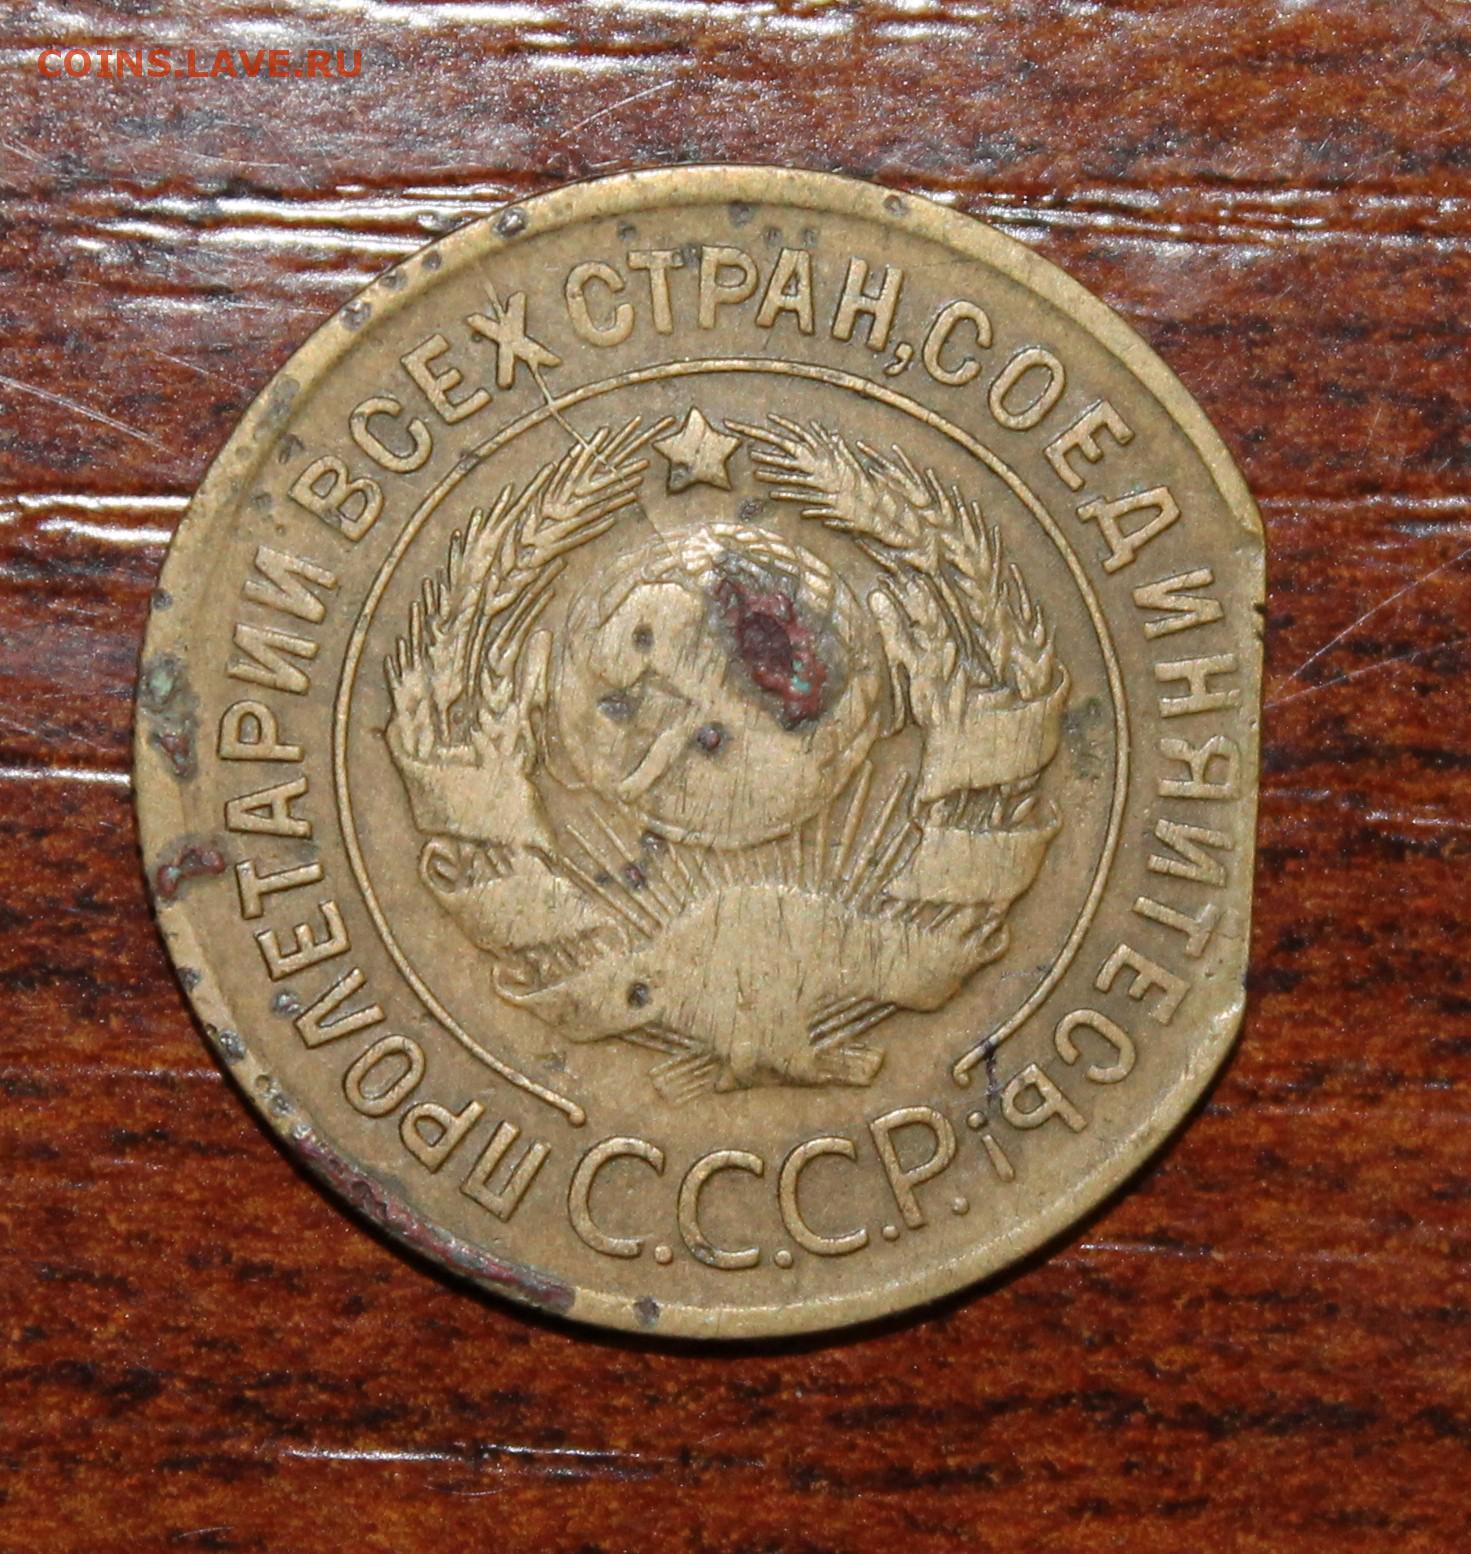 COINS.LAVE.RU
ПРОЛЕТАРИИ ВСЕХ СТРАН, СОЕДИНЯЙТЕСЬ!
С.С.С.Р.